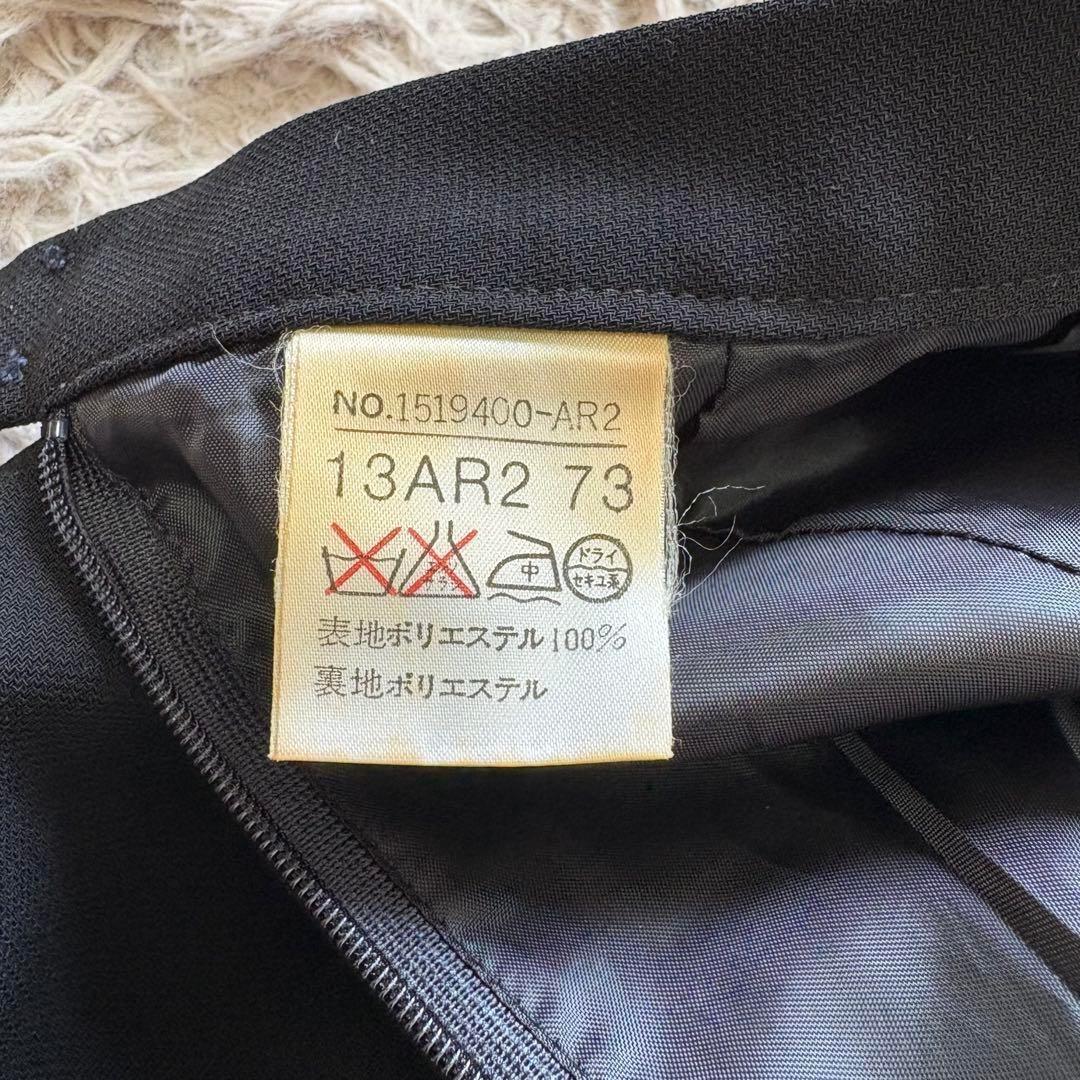 NO.1519400-AR2
13AR2 73
中 ドライ
セキユ系
表地ポリエステル100%
裏地ポリエステル